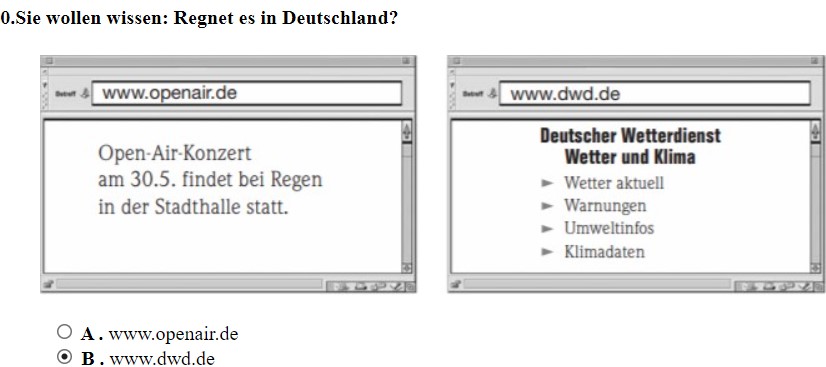 0.Sie wollen wissen: Regnet es in Deutschland?
Betreff
www.openair.de
Open-Air-Konzert
am 30.5. findet bei Regen
in der Stadthalle statt.
Betreff
www.dwd.de
Deutscher Wetterdienst
Wetter und Klima
► Wetter aktuell
► Warnungen
► Umweltinfos
► Klimadaten
A . www.openair.de
B . www.dwd.de